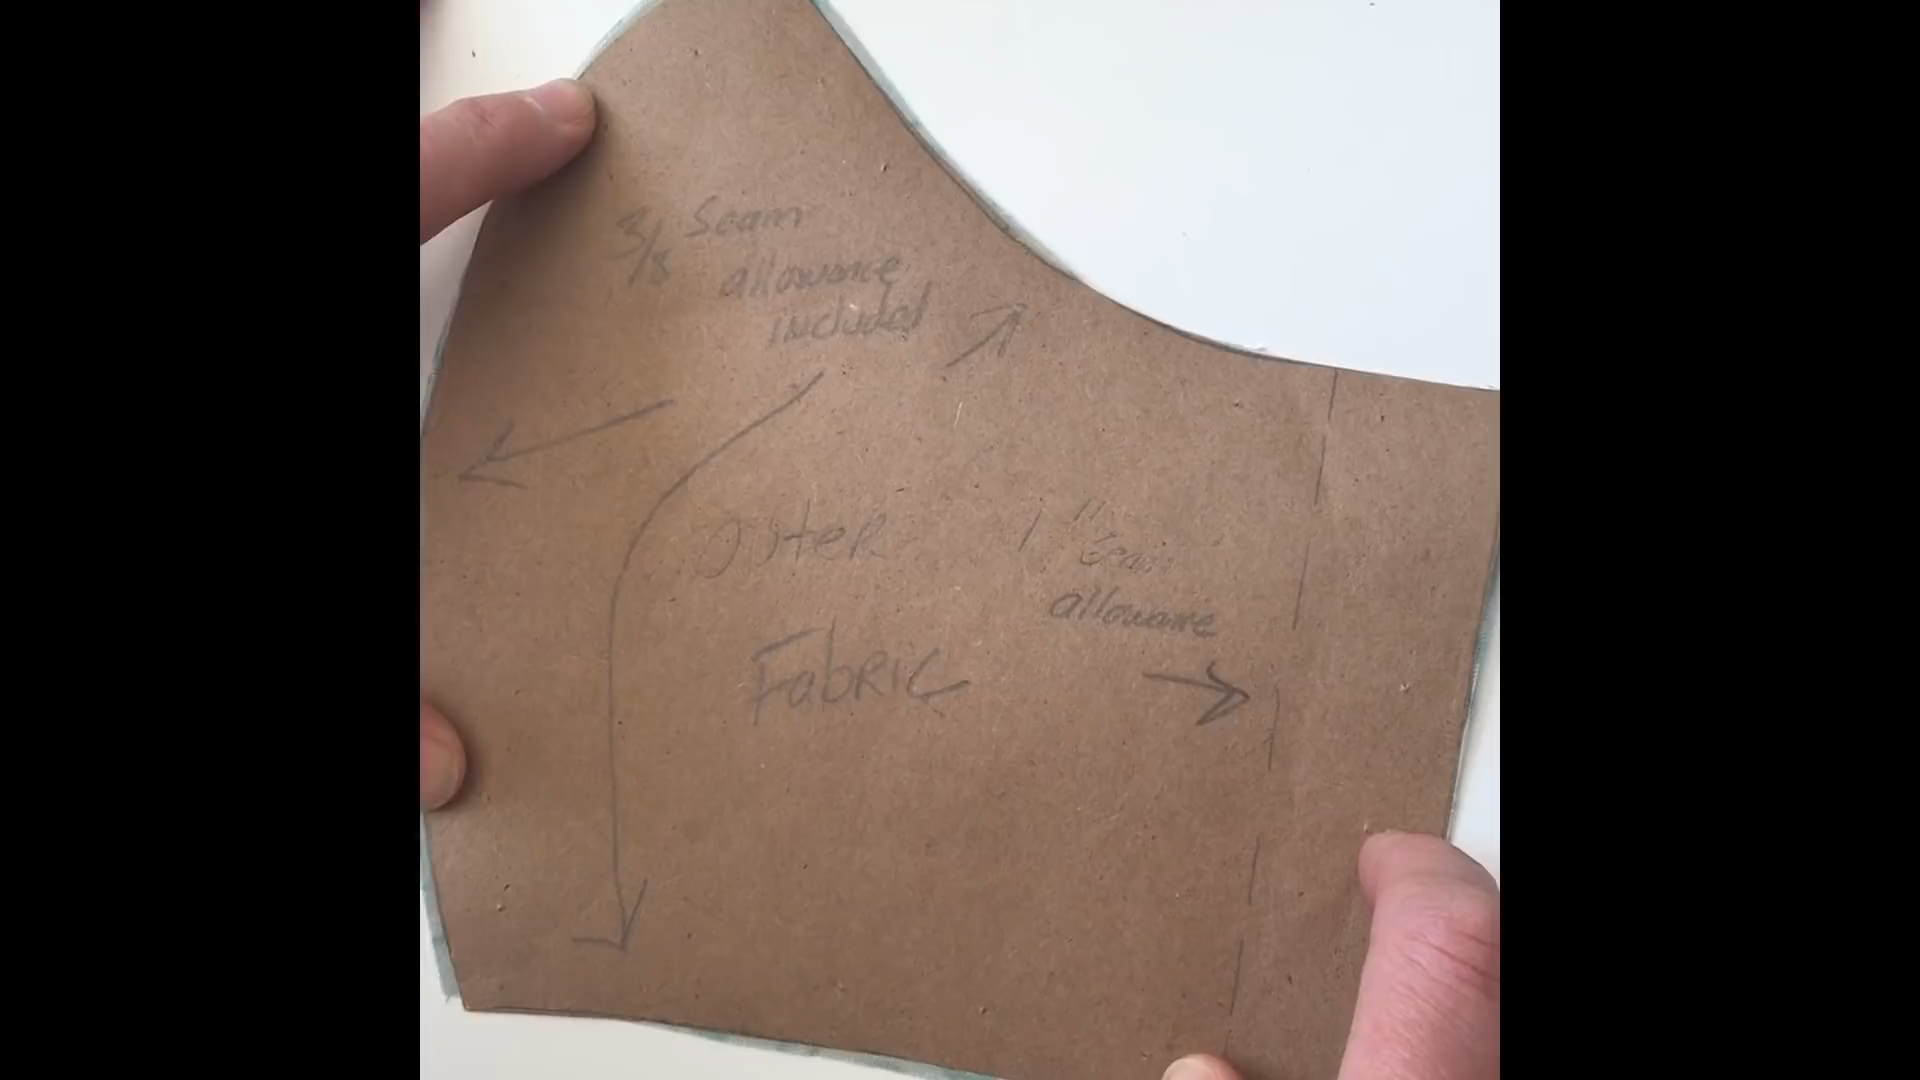 3/8 Seam
allowance
included
Outer
Fabric
1" Seam
allowance